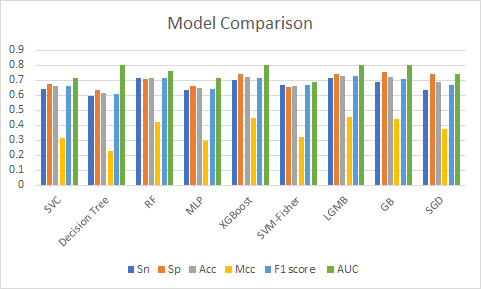 Model Comparison
0.9
0.8
0.7
0.6
0.5
0.4
0.3
0.2
0.1
0
SVC
Decision Tree
RF
MLP
XGBoost
SVM-Fisher
LGMB
GB
SGD
Sn Sp Acc Mcc F1 score AUC